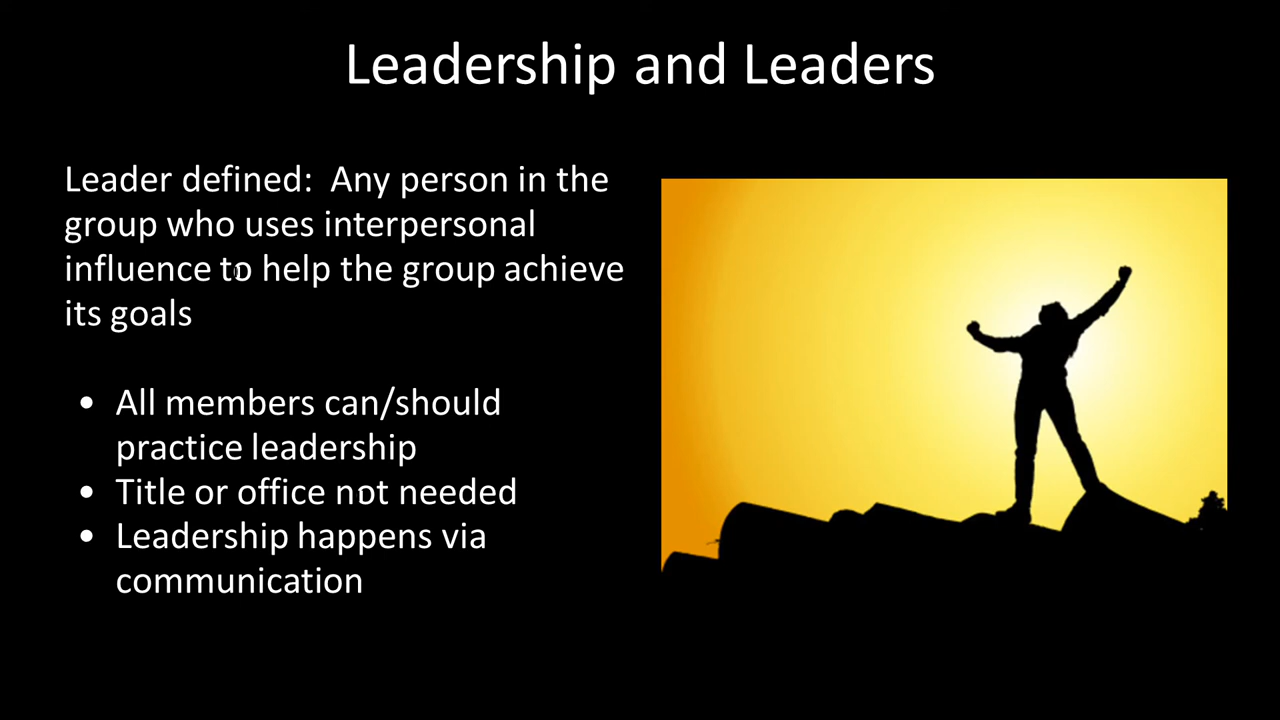 Leadership and Leaders
Leader defined:  Any person in the
group who uses interpersonal
influence to help the group achieve
its goals
• All members can/should
practice leadership
• Title or office not needed
• Leadership happens via
communication